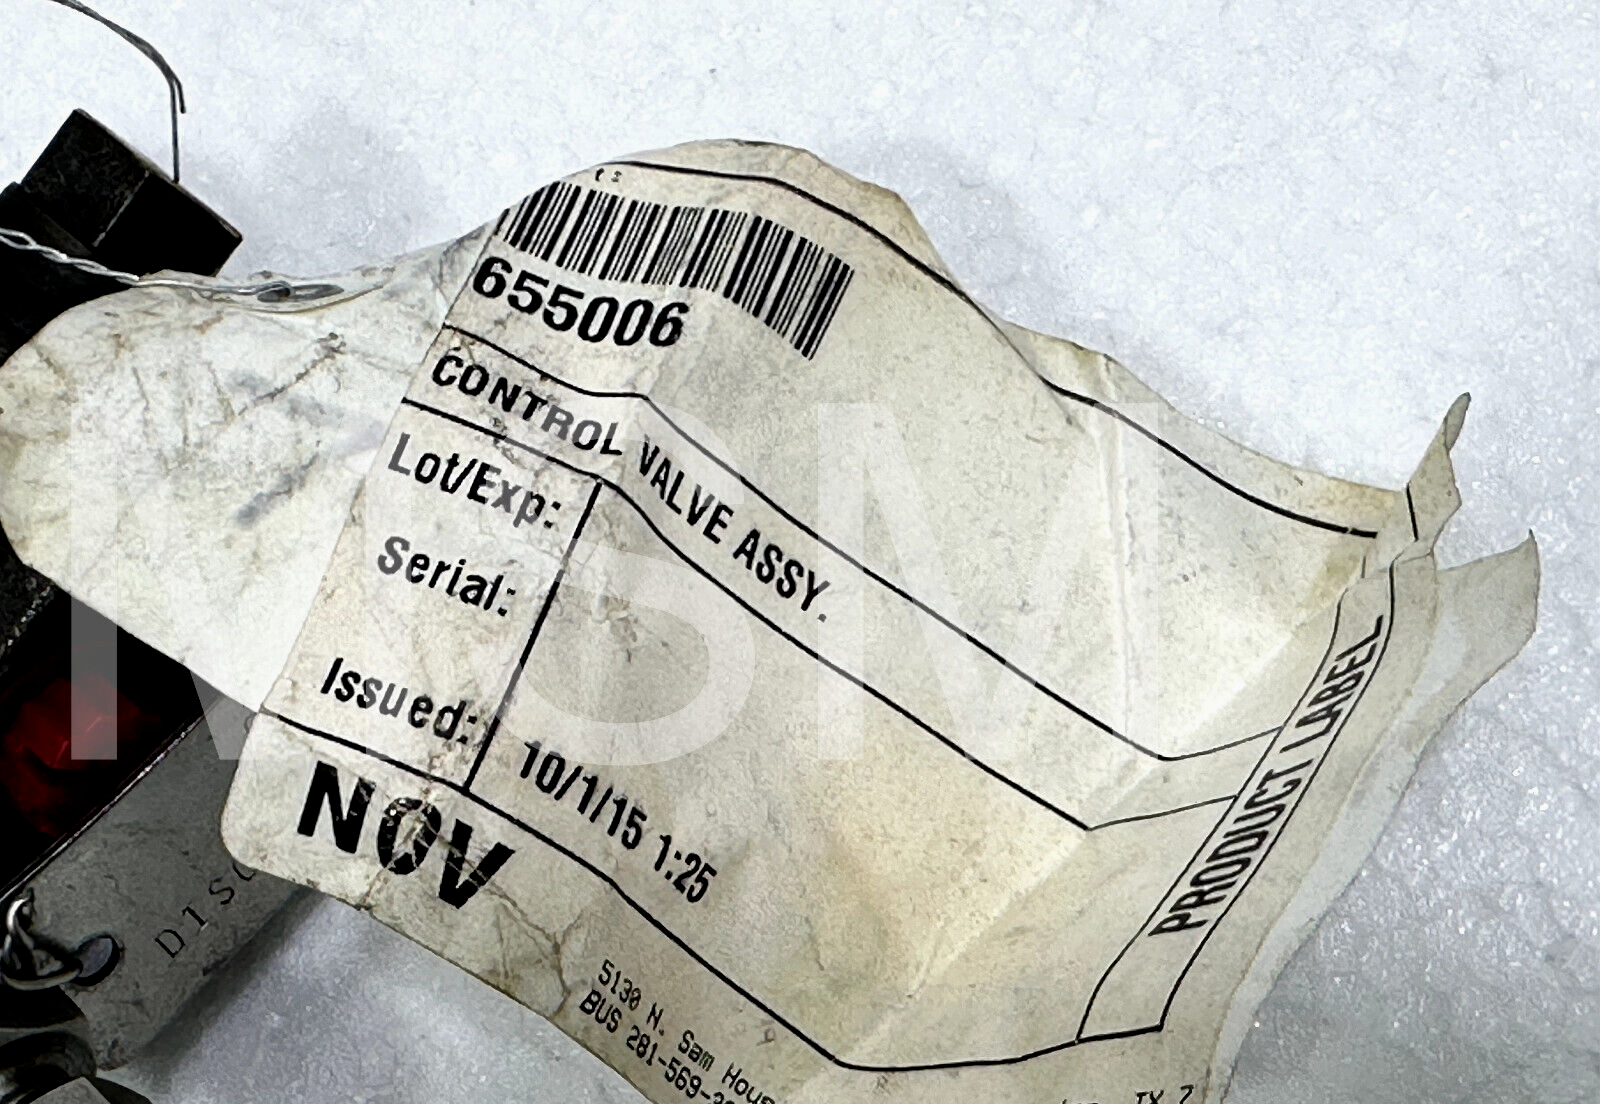 655006
CONTROL VALVE ASSY.
Lot/Exp:
Serial:
Issued: 10/1/15 1:25
NOV
5130 N. Sam
BUS 281-569-
TX
PRODUCT LABEL